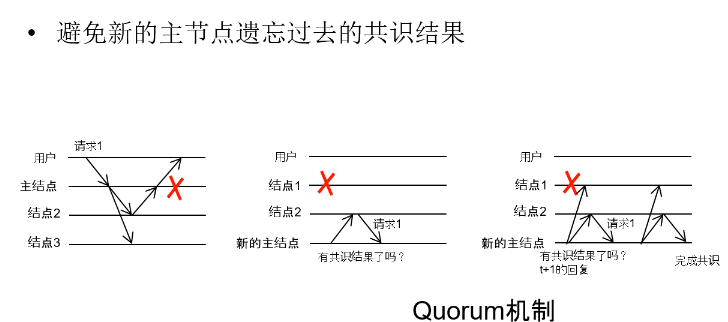 • 避免新的主节点遗忘过去的共识结果
请求1
用户
主结点
结点2
结点3
用户
结点1
结点2
请求1
新的主结点
有共识结果了吗？
用户
结点1
结点2
请求1
新的主结点
有共识结果了吗？
t+1的回复
完成共识
Quorum机制